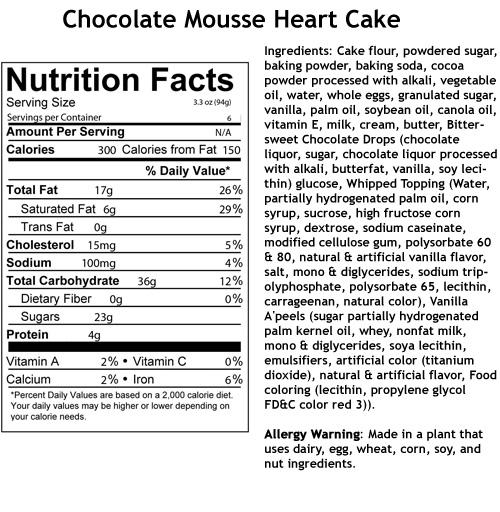 Chocolate Mousse Heart Cake
Nutrition Facts
Serving Size 3.3 oz (94g)
Servings per Container 6
Amount Per Serving N/A
Calories 300 Calories from Fat 150
% Daily Value*
Total Fat 17g 26%
Saturated Fat 6g 29%
Trans Fat 0g
Cholesterol 15mg 5%
Sodium 100mg 4%
Total Carbohydrate 36g 12%
Dietary Fiber 0g 0%
Sugars 23g
Protein 4g
Vitamin A 2% • Vitamin C 0%
Calcium 2% • Iron 6%
*Percent Daily Values are based on a 2,000 calorie diet.
Your daily values may be higher or lower depending on
your calorie needs.
Ingredients: Cake flour, powdered sugar,
baking powder, baking soda, cocoa
powder processed with alkali, vegetable
oil, water, whole eggs, granulated sugar,
vanilla, palm oil, soybean oil, canola oil,
vitamin E, milk, cream, butter, Bitter-
sweet Chocolate Drops (chocolate
liquor, sugar, chocolate liquor processed
with alkali, butterfat, vanilla, soy leci-
thin) glucose, Whipped Topping (Water,
partially hydrogenated palm oil, corn
syrup, sucrose, high fructose corn
syrup, dextrose, sodium caseinate,
modified cellulose gum, polysorbate 60
& 80, natural & artificial vanilla flavor,
salt, mono & diglycerides, sodium trip-
olyphosphate, polysorbate 65, lecithin,
carrageenan, natural color), Vanilla
A'peels (sugar partially hydrogenated
palm kernel oil, whey, nonfat milk,
mono & diglycerides, soya lecithin,
emulsifiers, artificial color (titanium
dioxide), natural & artificial flavor, Food
coloring (lecithin, propylene glycol
FD&C color red 3)).
Allergy Warning: Made in a plant that
uses dairy, egg, wheat, corn, soy, and
nut ingredients.